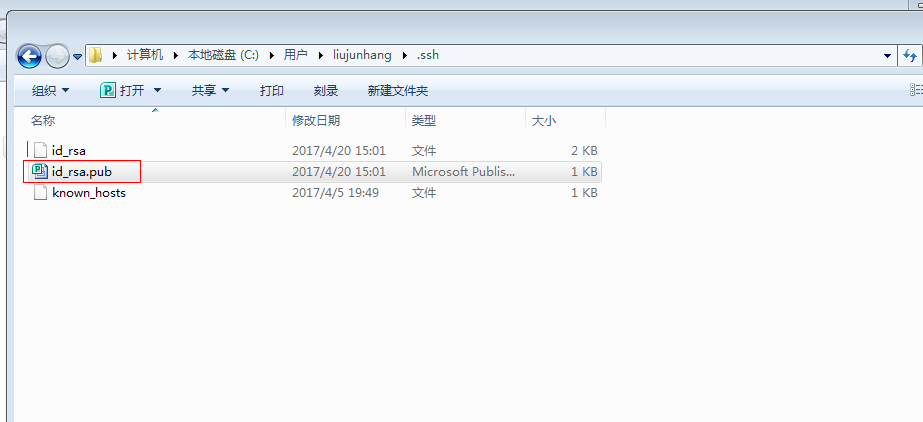 计算机 本地磁盘 (C:) 用户 liujunhang .ssh
组织 打开 共享 打印 刻录 新建文件夹
名称 修改日期 类型 大小
id_rsa 2017/4/20 15:01 文件 2 KB
id_rsa.pub 2017/4/20 15:01 Microsoft Publis... 1 KB
known_hosts 2017/4/5 19:49 文件 1 KB